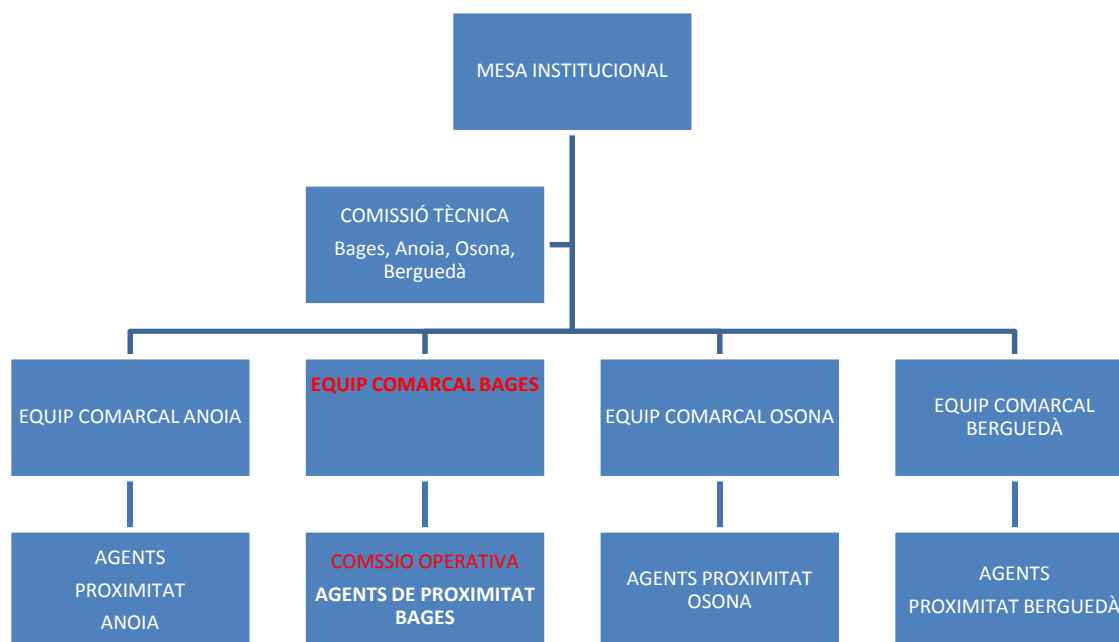 MESA INSTITUCIONAL
COMISSIÓ TÈCNICA
Bages, Anoia, Osona,
Berguedà
EQUIP COMARCAL ANOIA
EQUIP COMARCAL BAGES
EQUIP COMARCAL OSONA
EQUIP COMARCAL
BERGUEDÀ
AGENTS
PROXIMITAT
ANOIA
COMSSIO OPERATIVA
AGENTS DE PROXIMITAT
BAGES
AGENTS PROXIMITAT
OSONA
AGENTS
PROXIMITAT BERGUEDÀ